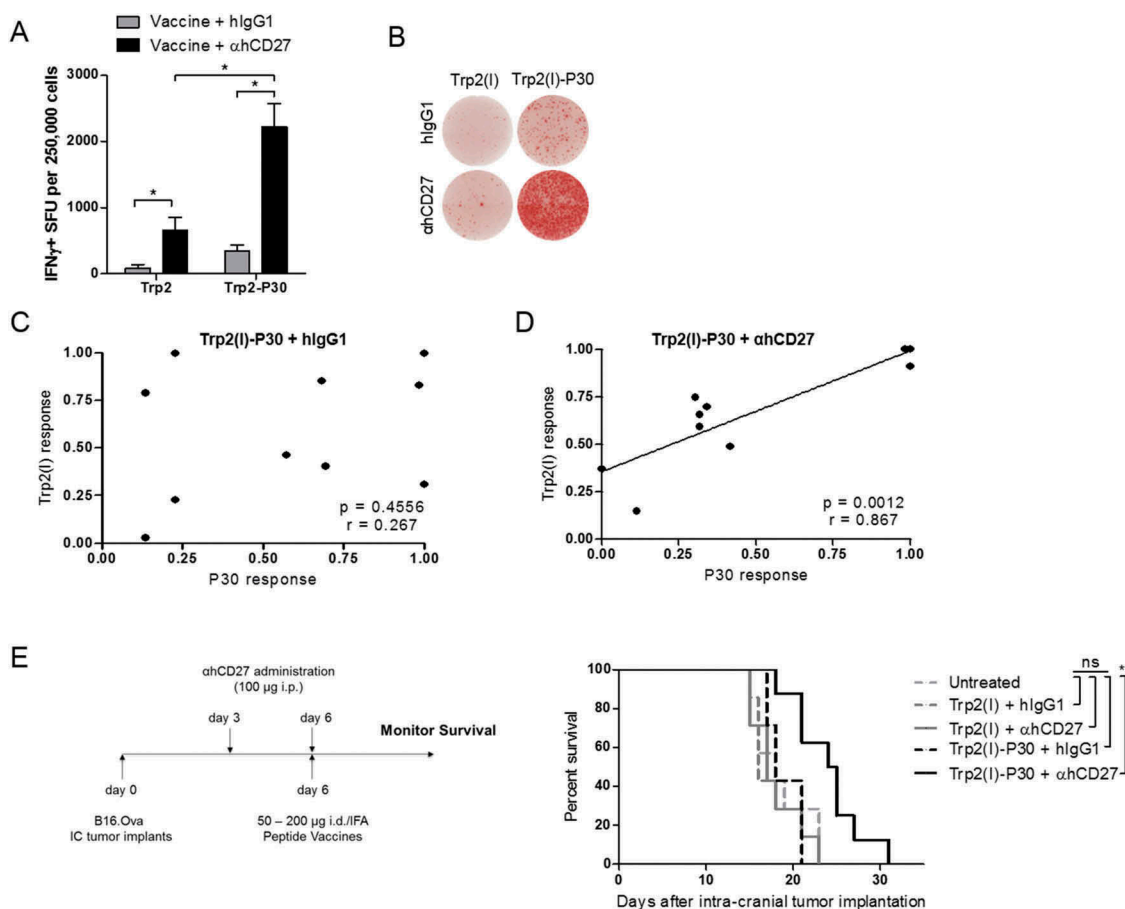 A
Vaccine + hIgG1
Vaccine + αhCD27
IFNγ+ SFU per 250,000 cells
3000
2000
1000
0
*
*
*
Trp2
Trp2-P30
B
Trp2(I)
Trp2(I)-P30
hIgG1
αhCD27
C
Trp2(I)-P30 + hIgG1
Trp2(I) response
1.00
0.75
0.50
0.25
0.00
p = 0.4556
r = 0.267
0.00
0.25
0.50
0.75
1.00
P30 response
D
Trp2(I)-P30 + αhCD27
Trp2(I) response
1.00
0.75
0.50
0.25
0.00
p = 0.0012
r = 0.867
0.00
0.25
0.50
0.75
1.00
P30 response
E
αhCD27 administration
(100 µg i.p.)
day 3
day 6
Monitor Survival
day 0
day 6
B16.Ova
IC tumor implants
50 – 200 µg i.d./IFA
Peptide Vaccines
Percent survival
100
80
60
40
20
0
0
10
20
30
Days after intra-cranial tumor implantation
ns
*
Untreated
Trp2(I) + hIgG1
Trp2(I) + αhCD27
Trp2(I)-P30 + hIgG1
Trp2(I)-P30 + αhCD27